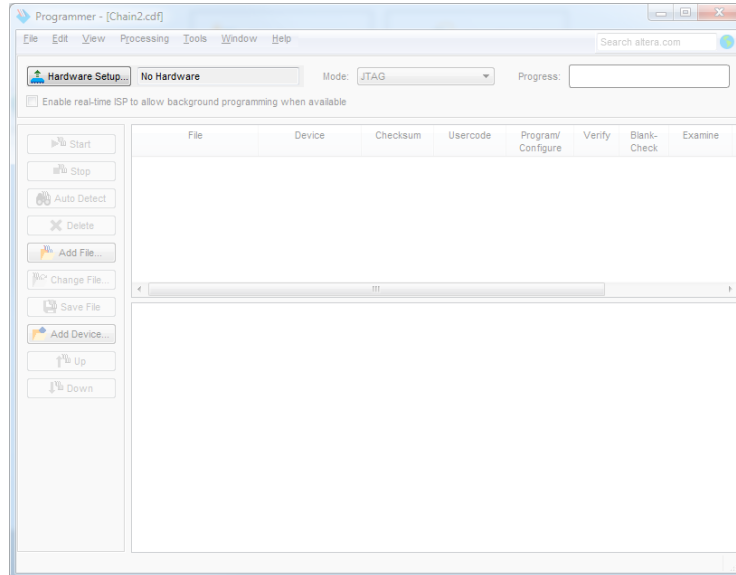 Programmer - [Chain2.cdf]
File Edit View Processing Tools Window Help
Search altera.com
Hardware Setup... No Hardware Mode: JTAG Progress:
Enable real-time ISP to allow background programming when available
File Device Checksum Usercode Program/ Configure Verify Blank- Check Examine
Start
Stop
Auto Detect
Delete
Add File...
Change File...
Save File
Add Device...
Up
Down